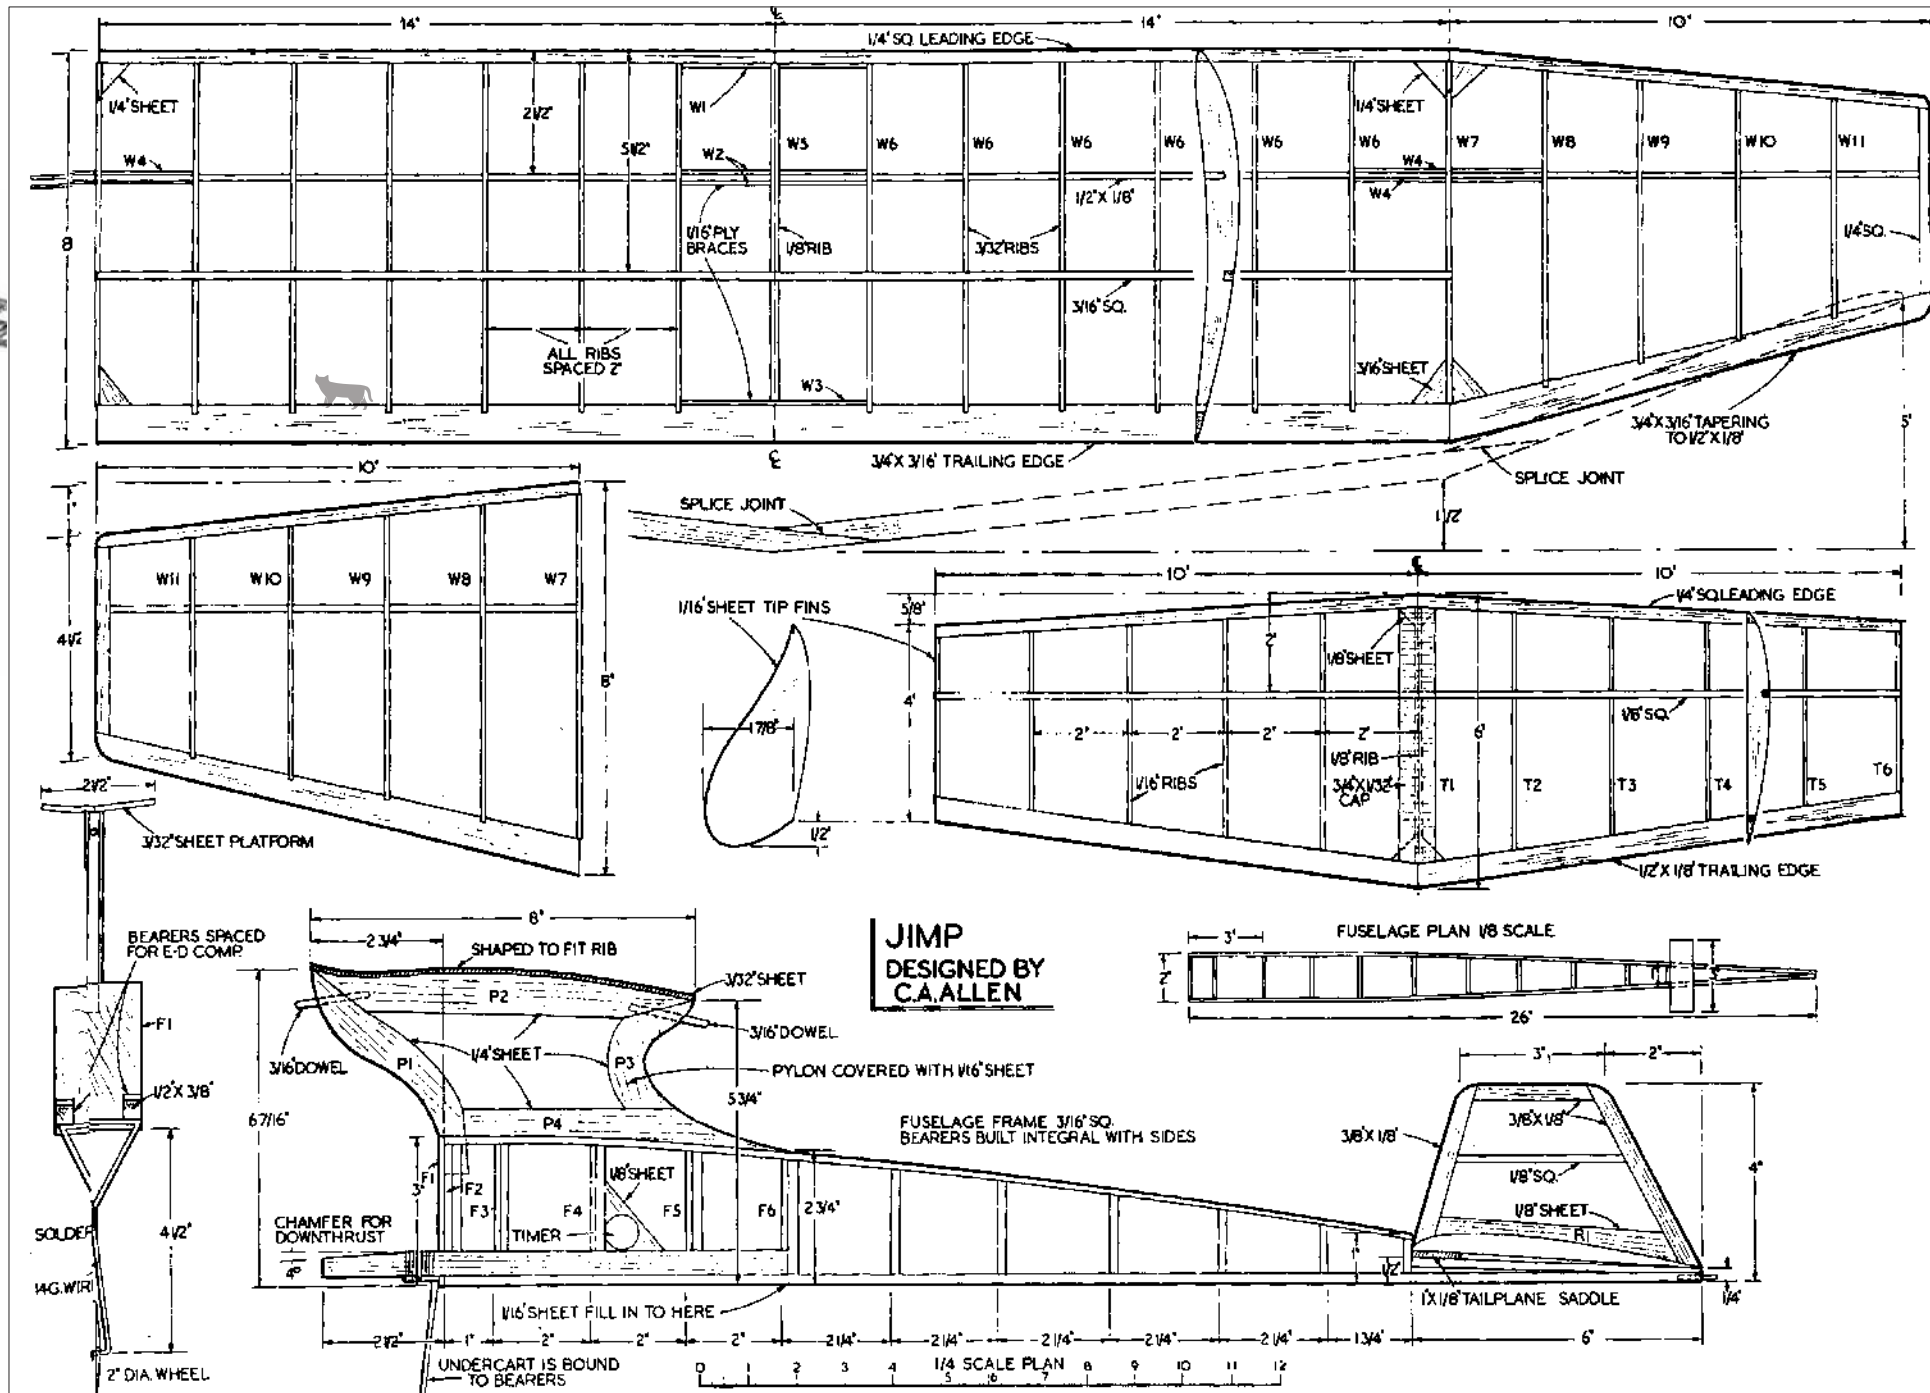 14" ℄ 14" 10"
1/4" SQ. LEADING EDGE
1/4" SHEET
2 1/2"
W1
1/4" SHEET
W4
5 1/2"
W2
W5 W6 W6 W6 W6 W6 W6 W7 W8 W9 W10 W11
W4
W4
1/2" X 1/8"
8
1/16" PLY
BRACES
1/8" RIB
3/32" RIBS
1/4" SQ.
3/16" SQ.
ALL RIBS
SPACED 2"
W3
3/16" SHEET
3/4" X 3/16" TAPERING
TO 1/2" X 1/8"
5"
℄
3/4" X 3/16" TRAILING EDGE
SPLICE JOINT
10"
SPLICE JOINT
1 1/2"
W11 W10 W9 W8 W7
4 1/2
8"
1/16" SHEET TIP FINS
1 7/8"
1/2"
10" ℄ 10"
5/8"
1/4" SQ. LEADING EDGE
2"
1/8" SHEET
4"
1/8" SQ.
2" 2" 2" 2"
6"
1/16" RIBS
1/8" RIB
3/4" X 1/32"
CAP
T1 T2 T3 T4 T5 T6
1/2" X 1/8" TRAILING EDGE
2 1/2"
3/32" SHEET PLATFORM
BEARERS SPACED
FOR E-D COMP.
F1
1/2" X 3/8"
SOLDER
4 1/2"
14G. WIRE
2" DIA. WHEEL
8"
2 3/4"
SHAPED TO FIT RIB
P2
3/32" SHEET
3/16" DOWEL
3/16" DOWEL
1/4" SHEET
P1
P3
PYLON COVERED WITH 1/16" SHEET
6 7/16"
5 3/4"
P4
JIMP
DESIGNED BY
C.A. ALLEN
FUSELAGE PLAN 1/8 SCALE
3"
2"
26"
FUSELAGE FRAME 3/16" SQ.
BEARERS BUILT INTEGRAL WITH SIDES
3"
F1 F2 F3 F4 F5 F6
1/8" SHEET
TIMER
2 3/4"
CHAMFER FOR
DOWNTHRUST
4°
1/16" SHEET FILL IN TO HERE
3" 2"
3/8" X 1/8"
3/8" X 1/8"
1/8" SQ.
4"
1/8" SHEET
R1
1/2"
1" X 1/8" TAILPLANE SADDLE
1/4"
2 1/2" 1" 2" 2" 2" 2 1/4" 2 1/4" 2 1/4" 2 1/4" 2 1/4" 1 3/4" 6"
UNDERCART IS BOUND
TO BEARERS
1/4 SCALE PLAN
0 1 2 3 4 5 6 7 8 9 10 11 12